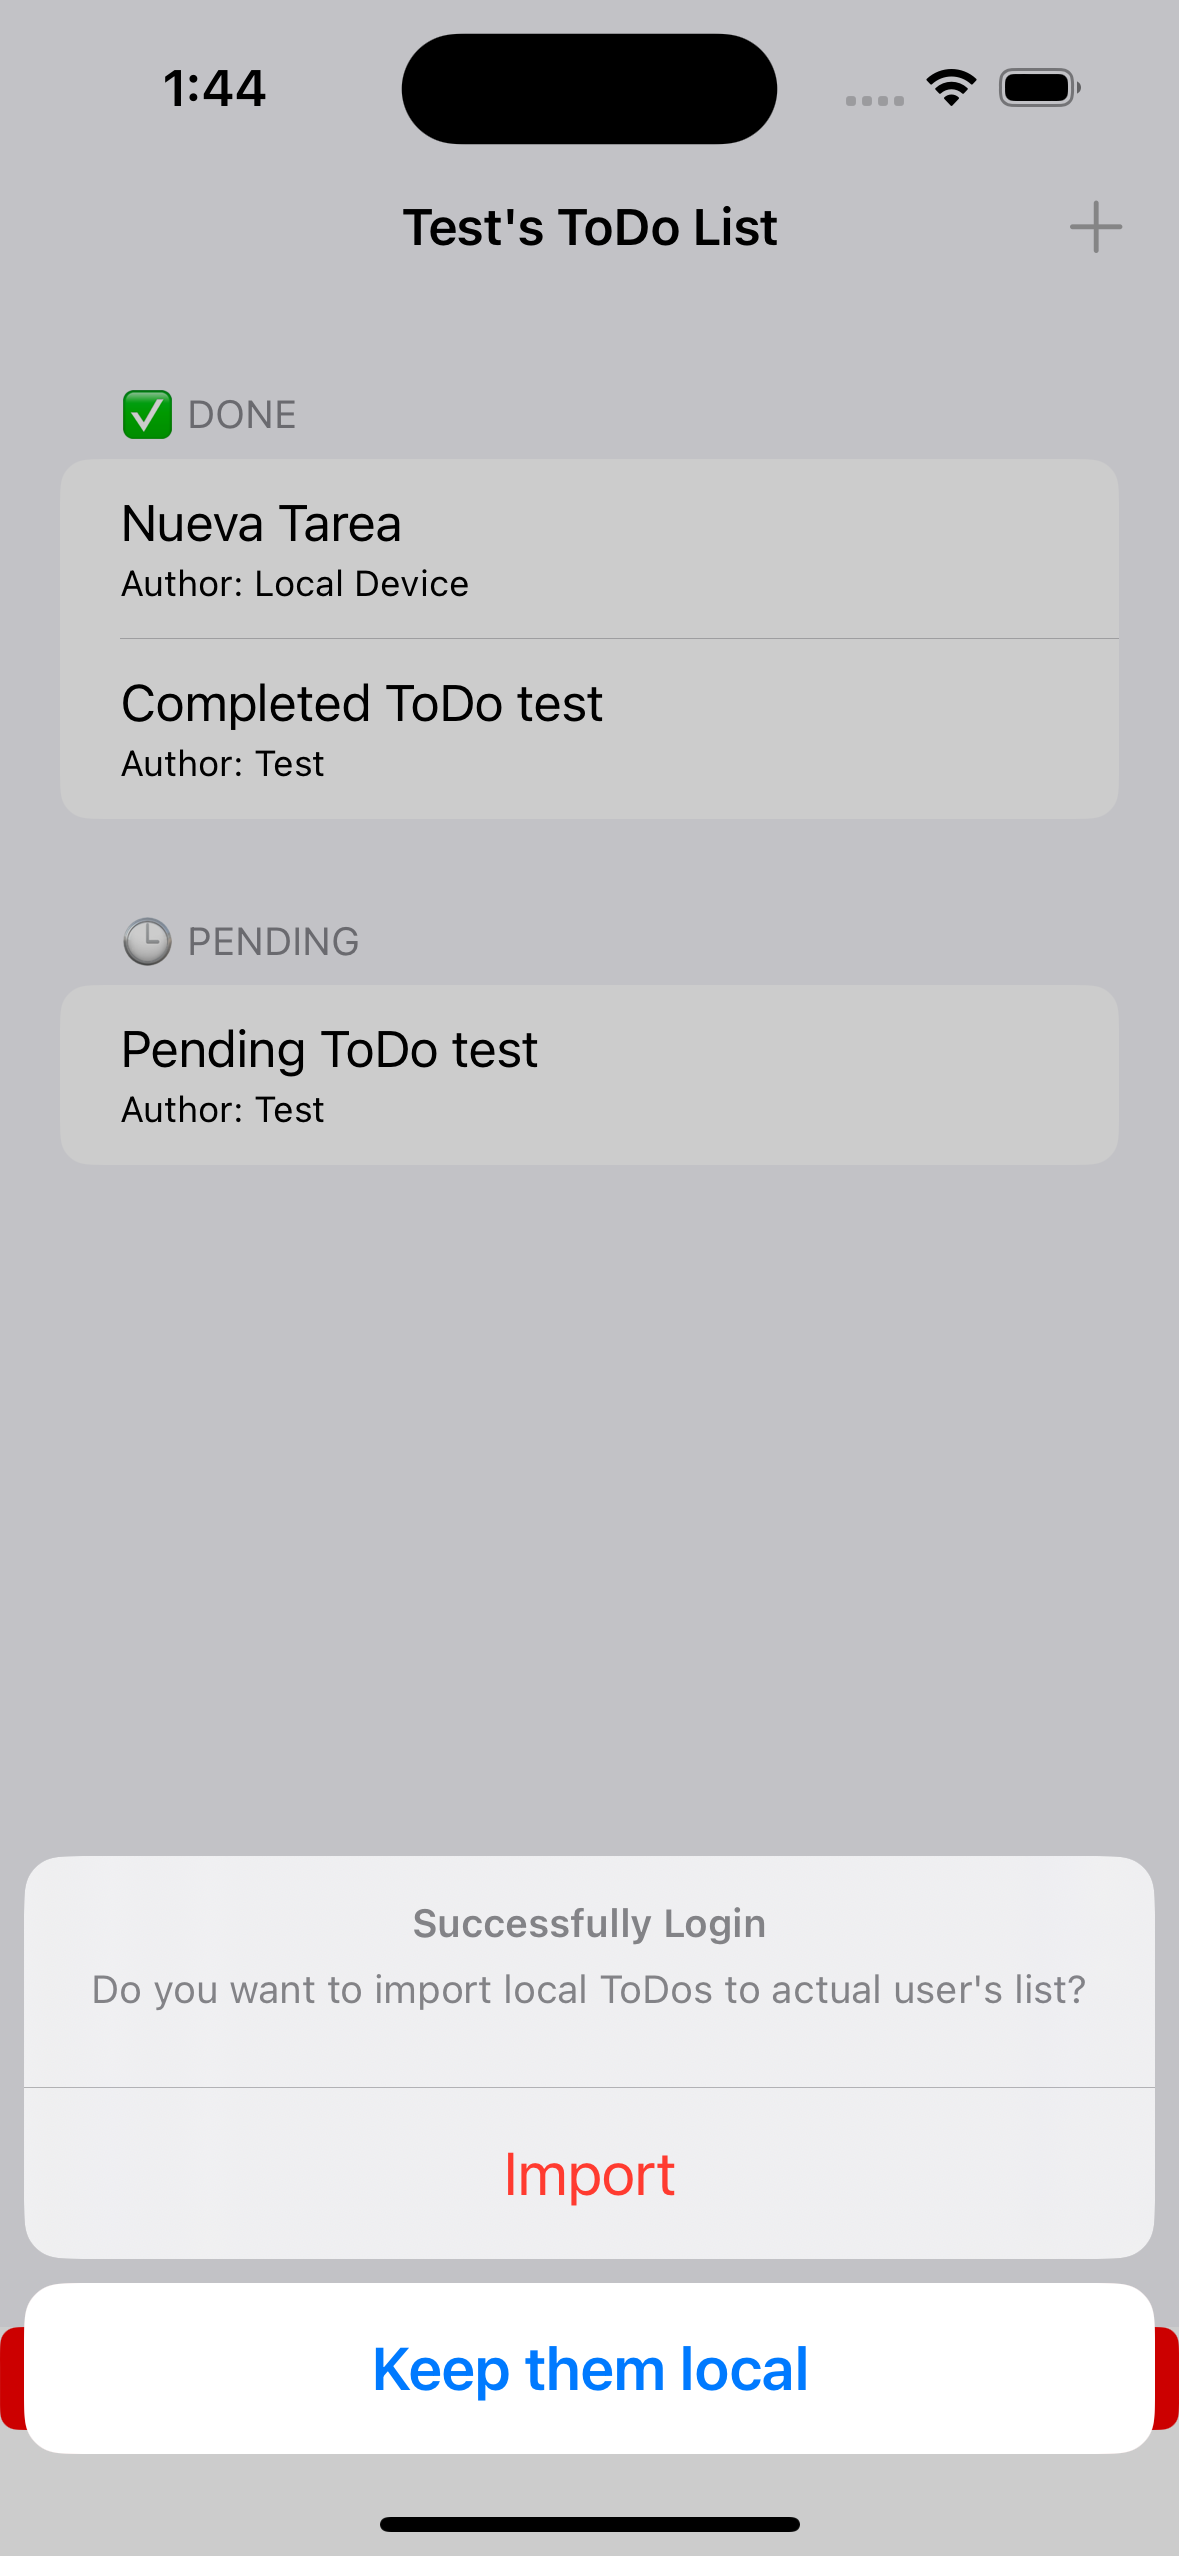 1:44
Test's ToDo List
✅ DONE
Nueva Tarea
Author: Local Device
Completed ToDo test
Author: Test
🕒 PENDING
Pending ToDo test
Author: Test
Successfully Login
Do you want to import local ToDos to actual user's list?
Import
Keep them local